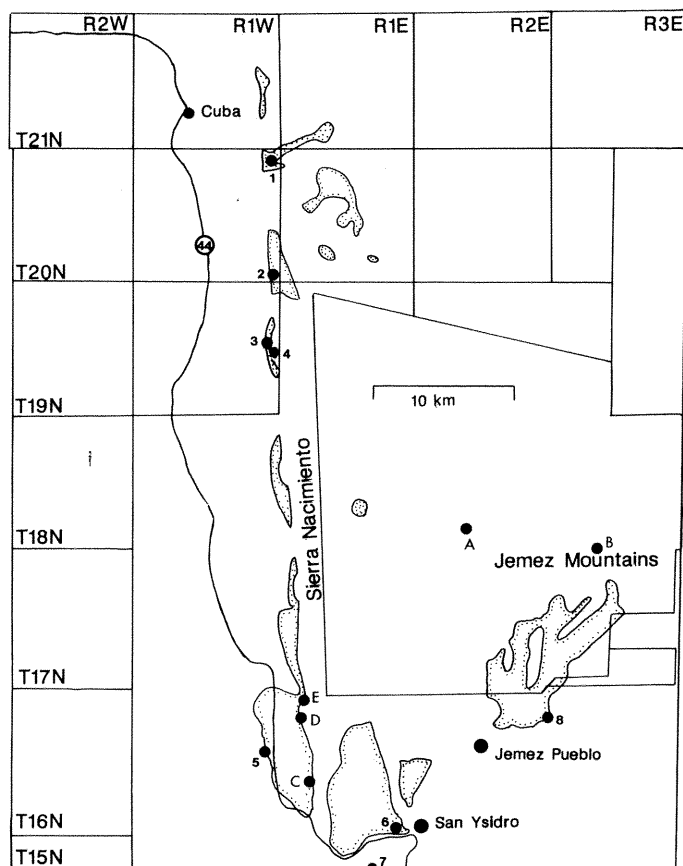 R2W R1W R1E R2E R3E
Cuba
T21N
1
44
2
T20N
3 4
10 km
T19N
Sierra Nacimiento
A
B
T18N
Jemez Mountains
E
T17N
D
8
5
Jemez Pueblo
C
6
San Ysidro
T16N
7
T15N